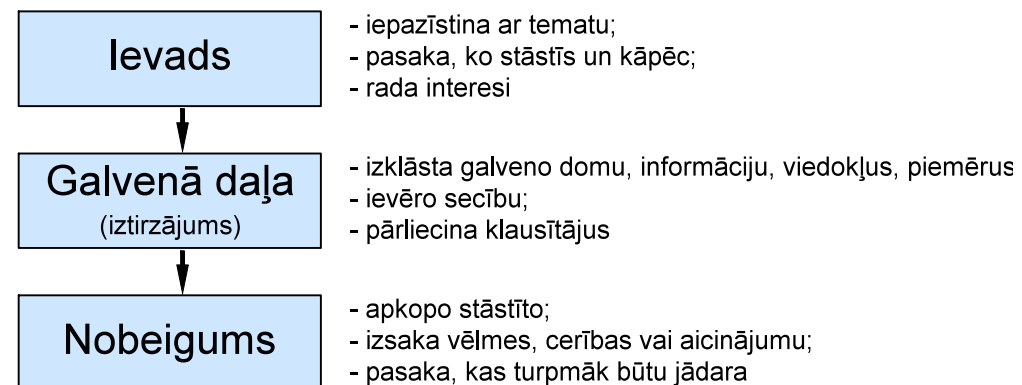 Ievads
- iepazīstina ar tematu;
- pasaka, ko stāstīs un kāpēc;
- rada interesi
Galvenā daļa
(iztirzājums)
- izklāsta galveno domu, informāciju, viedokļus, piemērus
- ievēro secību;
- pārliecina klausītājus
Nobeigums
- apkopo stāstīto;
- izsaka vēlmes, cerības vai aicinājumu;
- pasaka, kas turpmāk būtu jādara